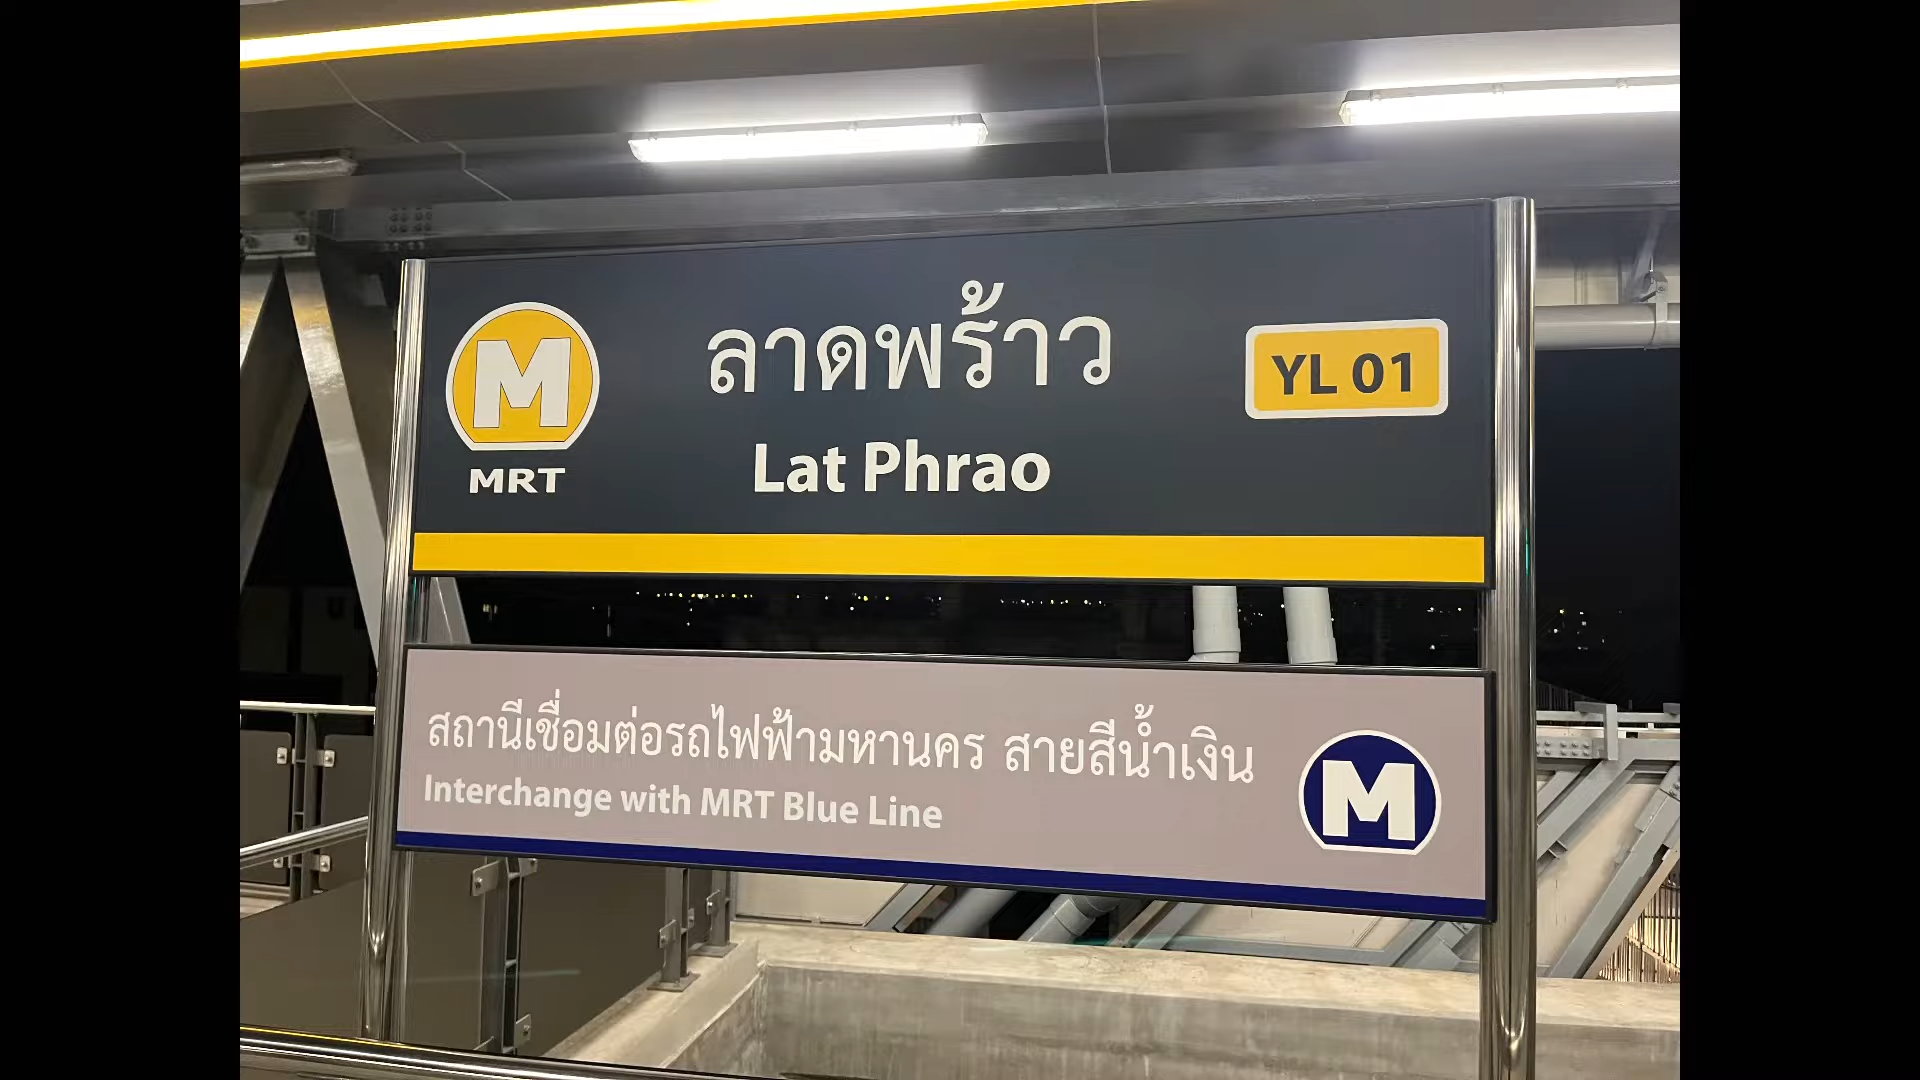 M
MRT
ลาดพร้าว
Lat Phrao
YL 01
สถานีเชื่อมต่อรถไฟฟ้ามหานคร สายสีน้ำเงิน
Interchange with MRT Blue Line
M